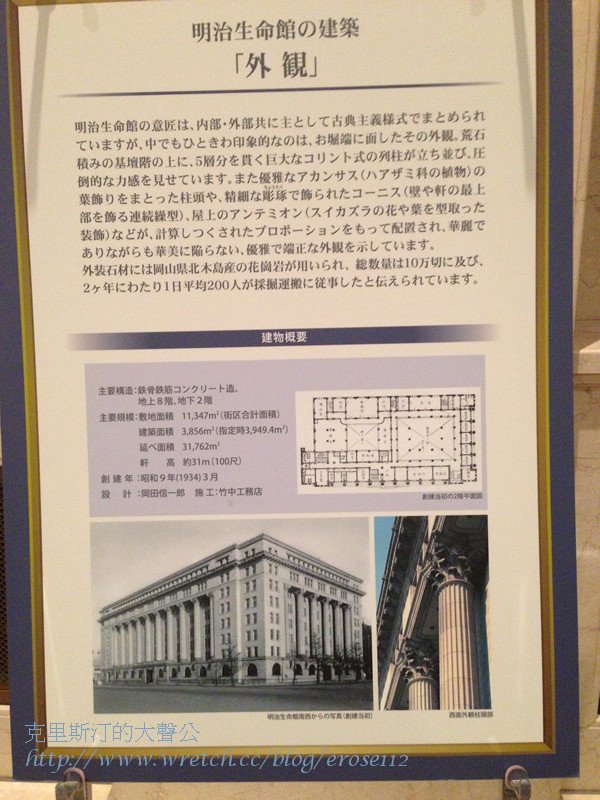 明治生命館の建築
「外 観」
明治生命館の意匠は、内部・外部共に主として古典主義様式でまとめられ
ていますが、中でもひときわ印象的なのは、お堀端に面したその外観。荒石
積みの基壇階の上に、5層分を貫く巨大なコリント式の列柱が立ち並び、圧
倒的な力感を見せています。また優雅なアカンサス(ハアザミ科の植物)の
葉飾りをまとった柱頭や、精細な彫琢で飾られたコーニス(壁や軒の最上
ちょうたく
部を飾る連続繰型)、屋上のアンテミオン(スイカズラの花や葉を型取った
装飾)などが、計算しつくされたプロポーションをもって配置され、華麗で
ありながらも華美に陥らない、優雅で端正な外観を示しています。
外装石材には岡山県北木島産の花崗岩が用いられ、総数量は10万切に及び、
2ヶ年にわたり1日平均200人が採掘運搬に従事したと伝えられています。
建物概要
主要構造:鉄骨鉄筋コンクリート造、
地上8階、地下2階
主要規模:敷地面積 11,347m²(街区合計面積)
建築面積 3,856m²(指定時3,949.4m²)
延べ面積 31,762m²
軒 高 約31m(100尺)
創 建 年:昭和9年(1934)3月
設 計:岡田信一郎 施工:竹中工務店
創建当初の2階平面図
明治生命館南西からの写真(創建当初)
西面外観柱頭部
克里斯汀的大聲公
http://www.wretch.cc/blog/erose112